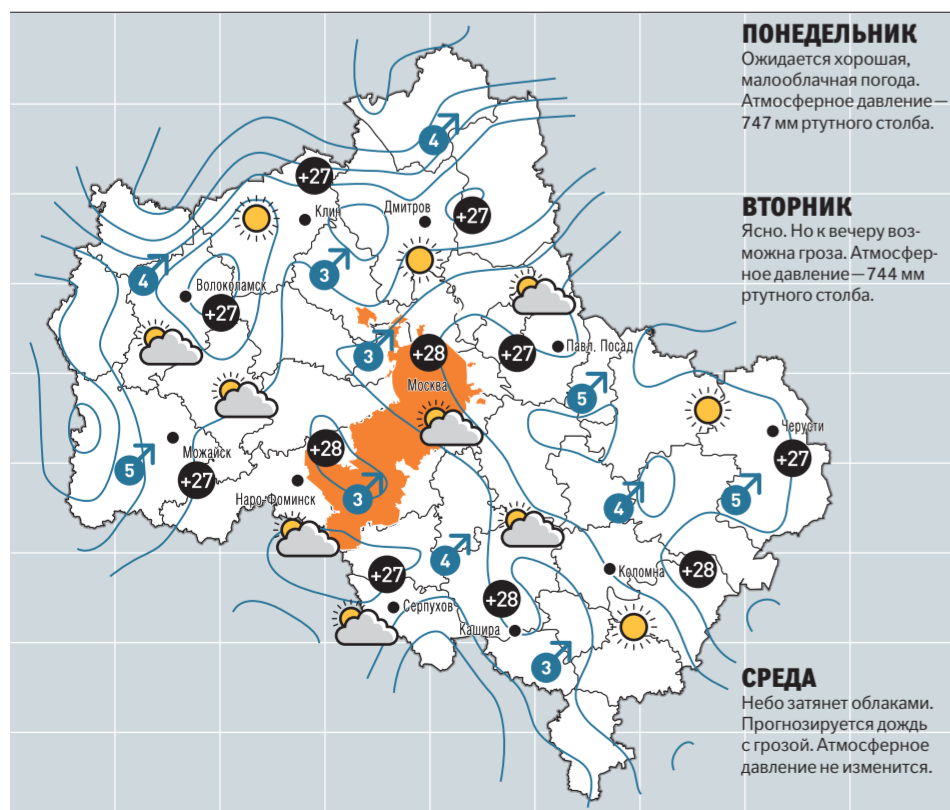 ПОНЕДЕЛЬНИК
Ожидается хорошая,
малооблачная погода.
Атмосферное давление—
747 мм ртутного столба.
ВТОРНИК
Ясно. Но к вечеру воз-
можна гроза. Атмосфер-
ное давление—744 мм
ртутного столба.
СРЕДА
Небо затянет облаками.
Прогнозируется дождь
с грозой. Атмосферное
давление не изменится.
4
+27
Клин
Дмитров
+27
3
4
Волоколамск
+27
3
+28
Москва
+27
Павл. Посад
5
Черусти
+27
Можайск
5
+27
+28
Наро-Фоминск
3
4
5
4
+27
Серпухов
+28
Кашира
Коломна
+28
3